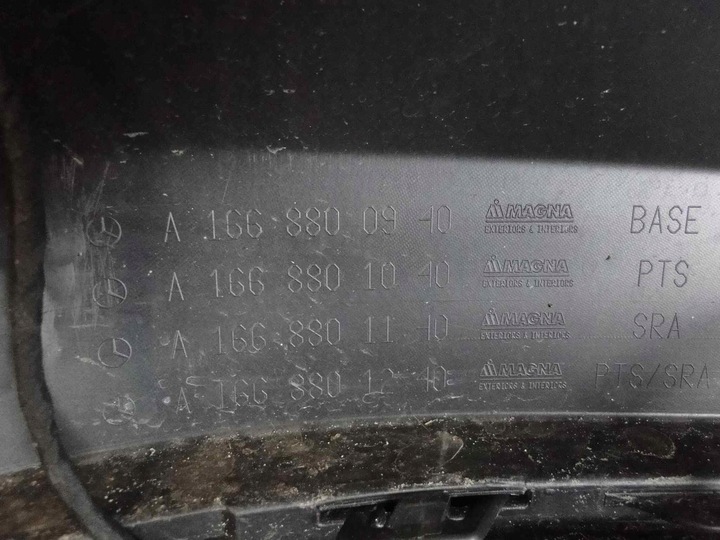 A 166 880 09 40 MAGNA EXTERIORS & INTERIORS BASE
A 166 880 10 40 MAGNA EXTERIORS & INTERIORS PTS
A 166 880 11 40 MAGNA EXTERIORS & INTERIORS SRA
A 166 880 12 40 MAGNA EXTERIORS & INTERIORS PTS/SRA